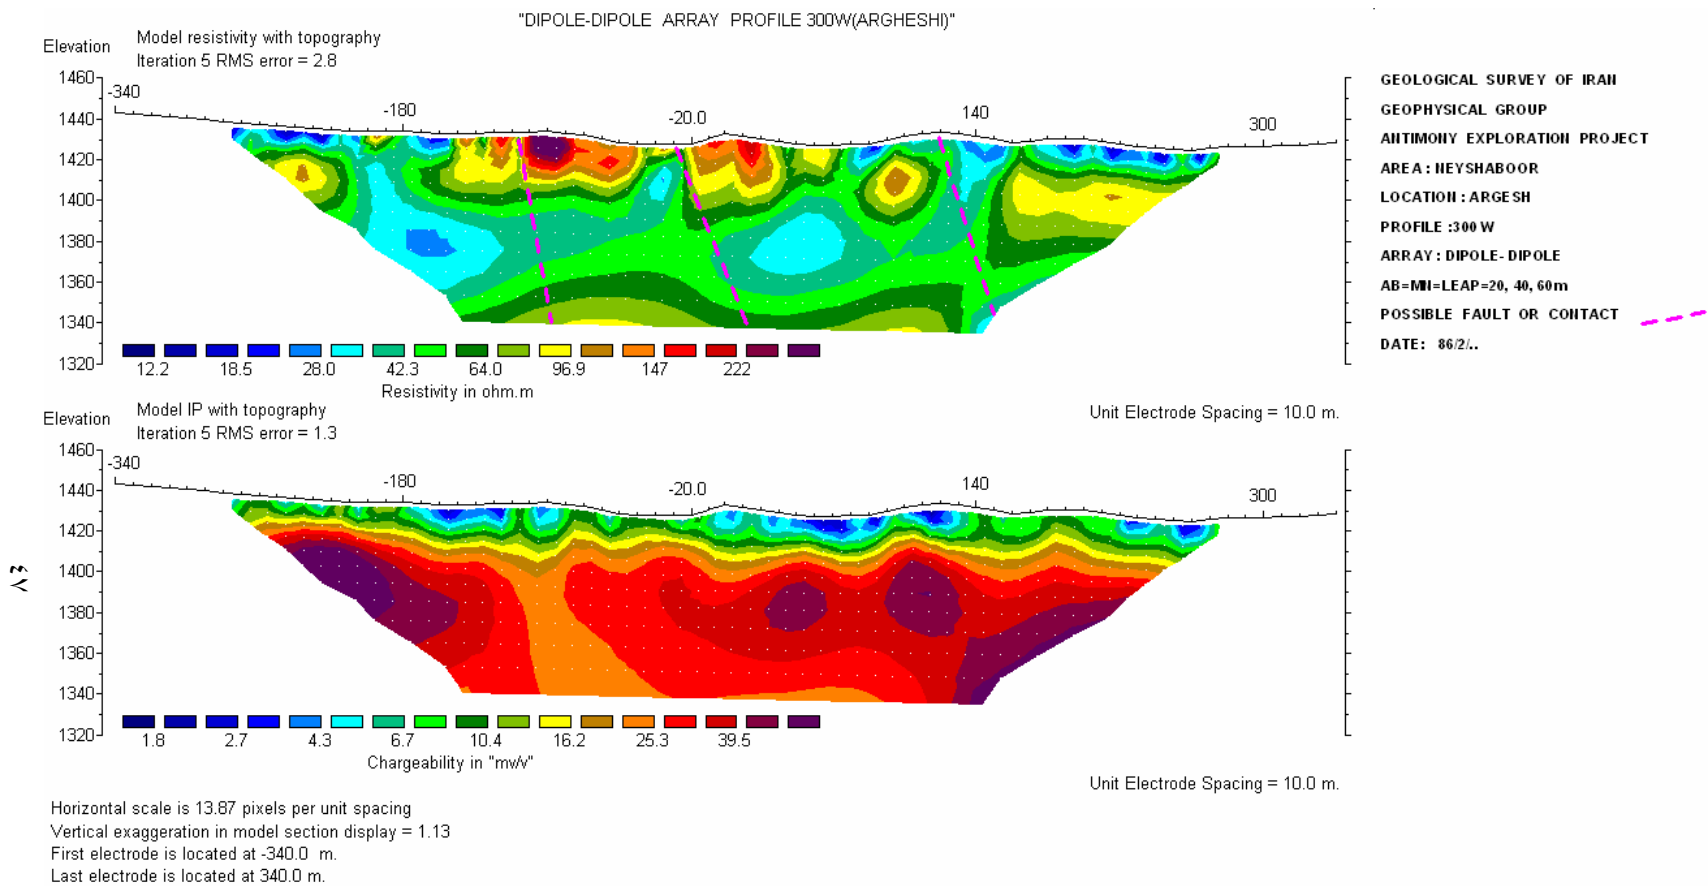 "DIPOLE-DIPOLE ARRAY PROFILE 300W(ARGHESHI)"
Elevation
Model resistivity with topography
Iteration 5 RMS error = 2.8
1460
1440
1420
1400
1380
1360
1340
1320
-340
-180
-20.0
140
300
12.2 18.5 28.0 42.3 64.0 96.9 147 222
Resistivity in ohm.m
Unit Electrode Spacing = 10.0 m.
GEOLOGICAL SURVEY OF IRAN
GEOPHYSICAL GROUP
ANTIMONY EXPLORATION PROJECT
AREA : NEYSHABOOR
LOCATION : ARGESH
PROFILE :300 W
ARRAY : DIPOLE- DIPOLE
AB=MN=LEAP=20, 40, 60m
POSSIBLE FAULT OR CONTACT
DATE: 86/2/..
Elevation
Model IP with topography
Iteration 5 RMS error = 1.3
1460
1440
1420
1400
1380
1360
1340
1320
-340
-180
-20.0
140
300
1.8 2.7 4.3 6.7 10.4 16.2 25.3 39.5
Chargeability in "mv/v"
Unit Electrode Spacing = 10.0 m.
Horizontal scale is 13.87 pixels per unit spacing
Vertical exaggeration in model section display = 1.13
First electrode is located at -340.0 m.
Last electrode is located at 340.0 m.